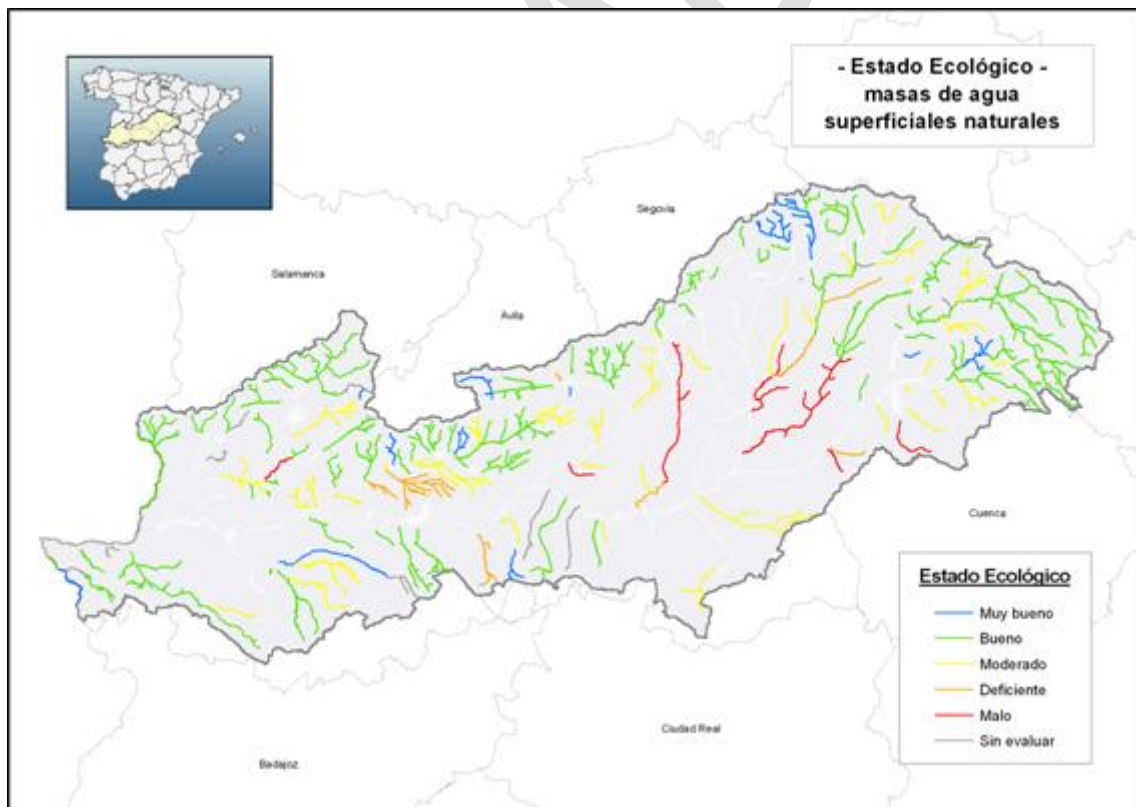 - Estado Ecológico -
masas de agua
superficiales naturales
Segovia
Salamanca
Ávila
Cuenca
Estado Ecológico
Muy bueno
Bueno
Moderado
Deficiente
Malo
Sin evaluar
Ciudad Real
Badajoz